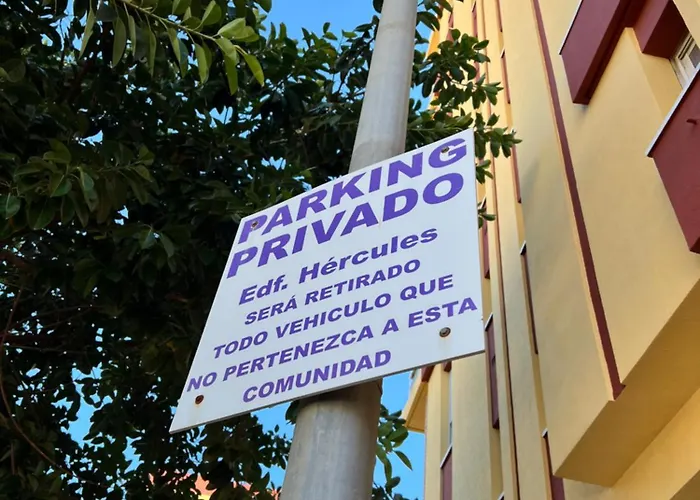 PARKING
PRIVADO
Edf. Hércules
SERÁ RETIRADO
TODO VEHICULO QUE
NO PERTENEZCA A ESTA
COMUNIDAD